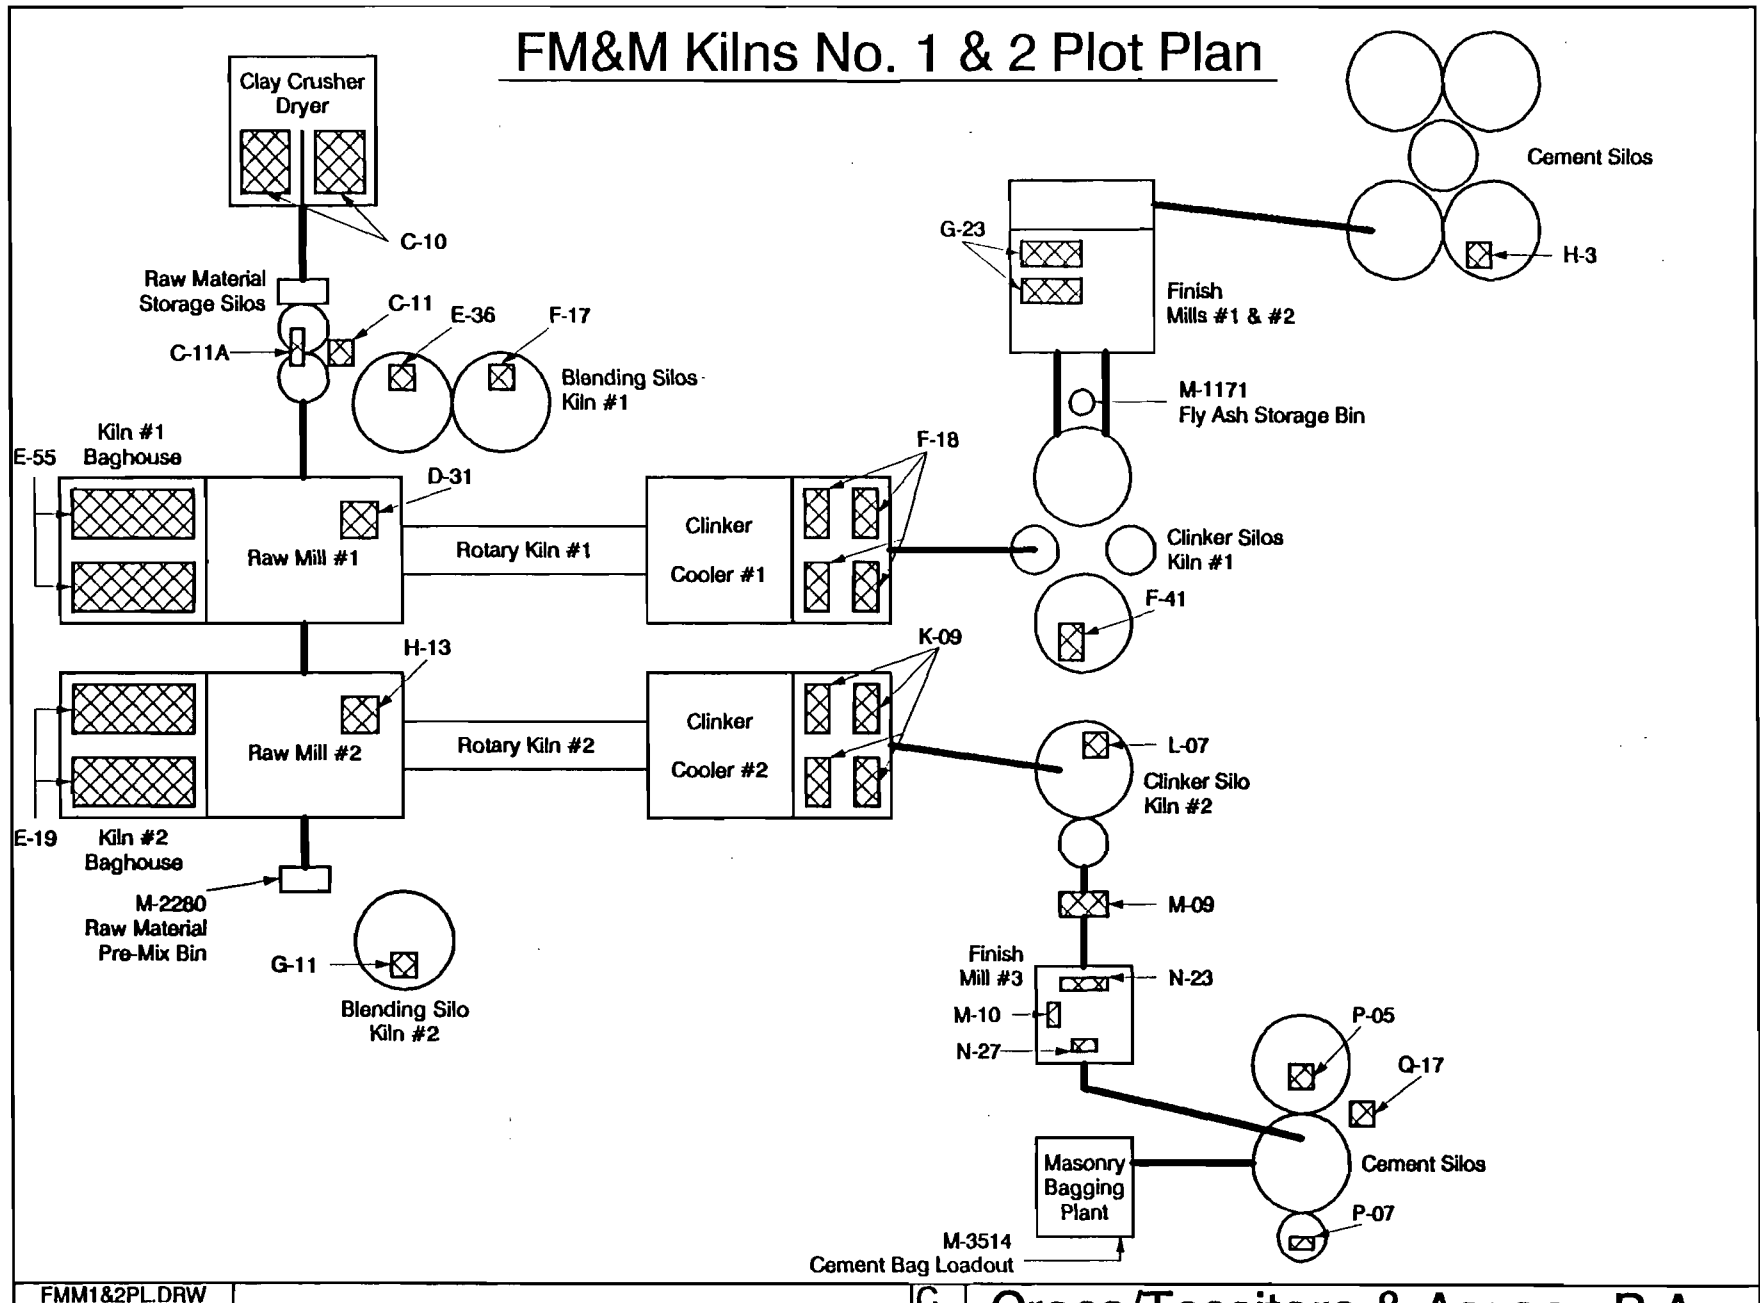 FM&M Kilns No. 1 & 2 Plot Plan
Clay Crusher
Dryer
C-10
Raw Material
Storage Silos
C-11
C-11A
E-36
F-17
Blending Silos
Kiln #1
Cement Silos
H-3
G-23
Finish
Mills #1 & #2
M-1171
Fly Ash Storage Bin
Kiln #1
Baghouse
E-55
D-31
Raw Mill #1
Rotary Kiln #1
Clinker
Cooler #1
F-18
Clinker Silos
Kiln #1
F-41
H-13
Raw Mill #2
Rotary Kiln #2
Clinker
Cooler #2
K-09
L-07
Clinker Silo
Kiln #2
E-19
Kiln #2
Baghouse
M-2280
Raw Material
Pre-Mix Bin
G-11
Blending Silo
Kiln #2
M-09
Finish
Mill #3
N-23
M-10
N-27
P-05
Q-17
Cement Silos
P-07
Masonry
Bagging
Plant
M-3514
Cement Bag Loadout
FMM1&2PL.DRW